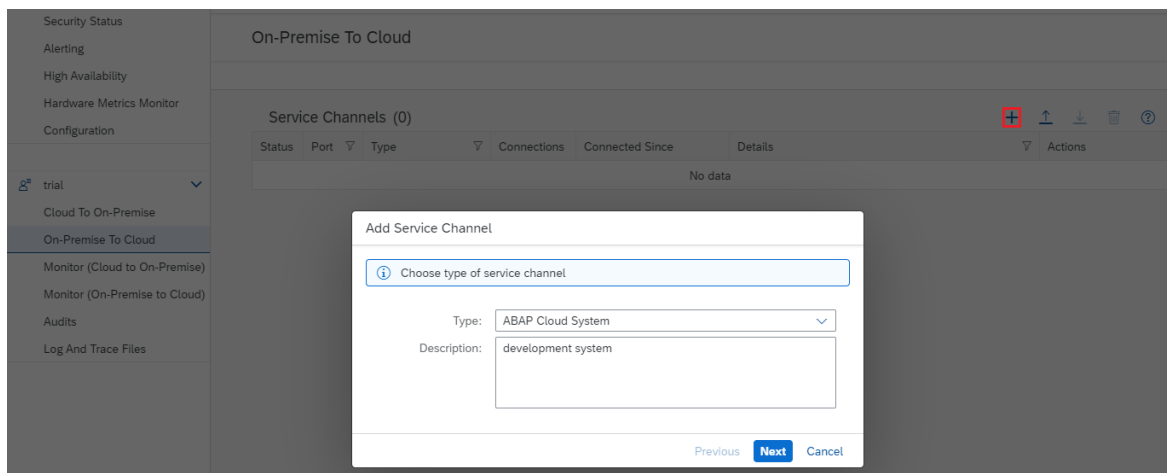 Security Status
Alerting
High Availability
Hardware Metrics Monitor
Configuration
trial
Cloud To On-Premise
On-Premise To Cloud
Monitor (Cloud to On-Premise)
Monitor (On-Premise to Cloud)
Audits
Log And Trace Files
On-Premise To Cloud
Service Channels (0)
Status Port Type Connections Connected Since Details Actions
No data
Add Service Channel
Choose type of service channel
Type: ABAP Cloud System
Description: development system
Previous Next Cancel